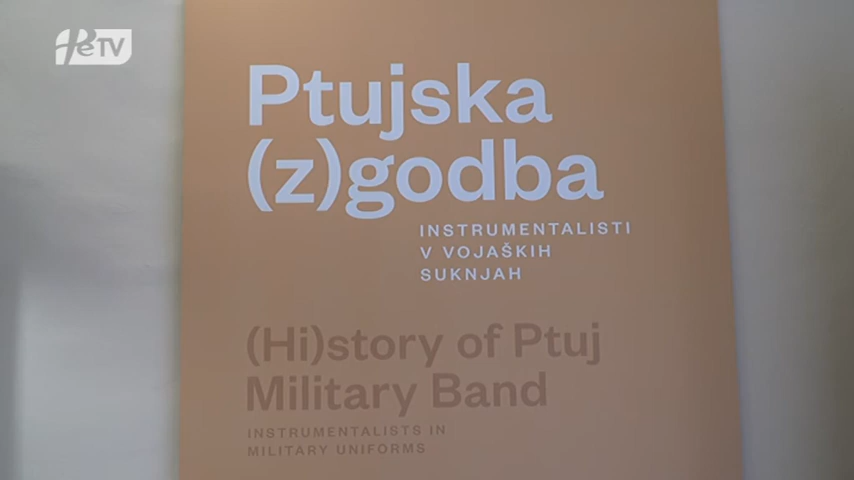 PeTV
Ptujska
(z)godba
INSTRUMENTALISTI
V VOJAŠKIH
SUKNJAH
(Hi)story of Ptuj
Military Band
INSTRUMENTALISTS IN
MILITARY UNIFORMS